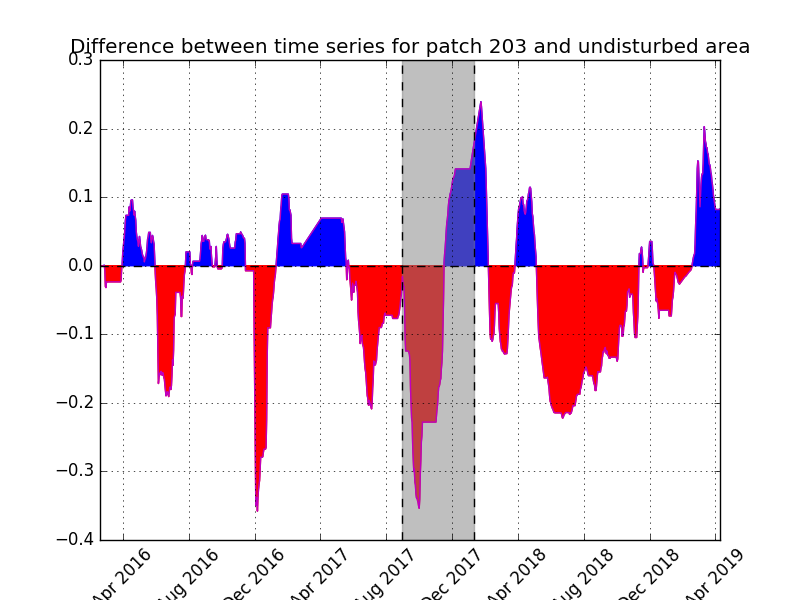 Difference between time series for patch 203 and undisturbed area
0.3
0.2
0.1
0.0
−0.1
−0.2
−0.3
−0.4
Apr 2016
Aug 2016
Dec 2016
Apr 2017
Aug 2017
Dec 2017
Apr 2018
Aug 2018
Dec 2018
Apr 2019